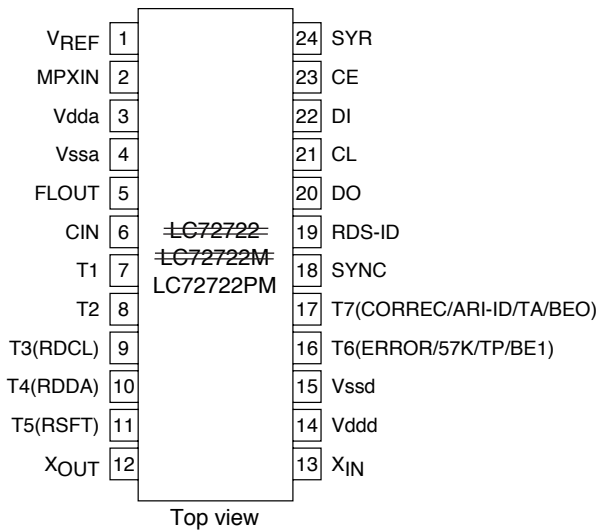 VREF 1 24 SYR
MPXIN 2 23 CE
Vdda 3 22 DI
Vssa 4 21 CL
FLOUT 5 20 DO
CIN 6 LC72722 19 RDS-ID
LC72722M
T1 7 18 SYNC
LC72722PM
T2 8 17 T7(CORREC/ARI-ID/TA/BEO)
T3(RDCL) 9 16 T6(ERROR/57K/TP/BE1)
T4(RDDA) 10 15 Vssd
T5(RSFT) 11 14 Vddd
XOUT 12 13 XIN
Top view